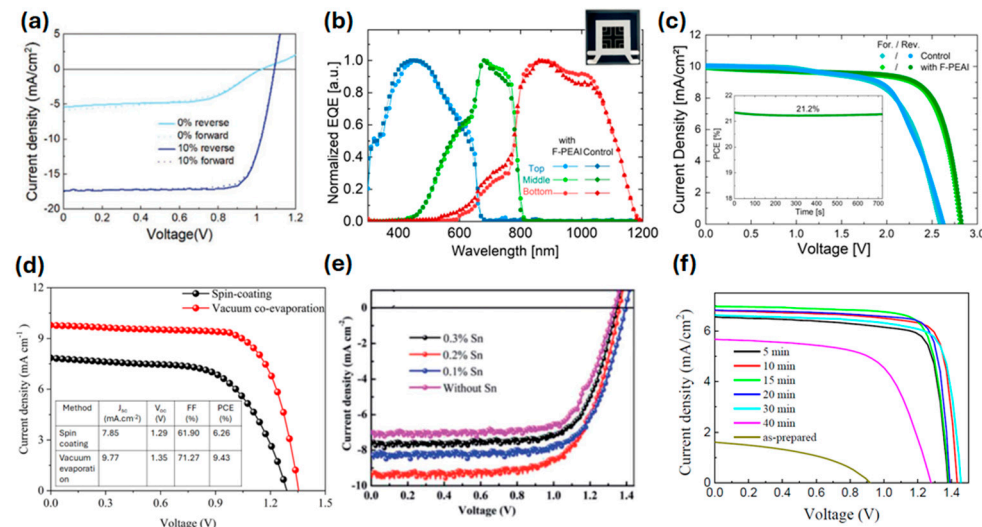 (a)
5
0
-5
-10
-15
-20
Current density (mA/cm²)
0% reverse
0% forward
10% reverse
10% forward
0 0.2 0.4 0.6 0.8 1 1.2
Voltage(V)
(b)
Normalized EQE [a.u.]
1.0
0.8
0.6
0.4
0.2
0.0
with
F-PEAI Control
Top
Middle
Bottom
400 600 800 1000 1200
Wavelength [nm]
(c)
Current Density [mA/cm²]
10
8
6
4
2
0
For. / Rev.
/ Control
/ with F-PEAI
PCE [%]
22
21
20
19
18
21.2%
0 100 200 300 400 500 600 700
Time [s]
0.0 0.5 1.0 1.5 2.0 2.5 3.0
Voltage [V]
(d)
Current density (mA cm⁻¹)
12
9
6
3
0
Spin-coating
Vacuum co-evaporation
Method Jsc (mA.cm-2) Voc (V) FF (%) PCE (%)
Spin coating 7.85 1.29 61.90 6.26
Vacuum evaporati on 9.77 1.35 71.27 9.43
0.0 0.3 0.6 0.9 1.2 1.5
Voltage (V)
(e)
Current density (mA cm⁻²)
0
-2
-4
-6
-8
-10
0.3% Sn
0.2% Sn
0.1% Sn
Without Sn
0.0 0.2 0.4 0.6 0.8 1.0 1.2 1.4
Voltage (V)
(f)
Current density (mA/cm²)
6
4
2
0
5 min
10 min
15 min
20 min
30 min
40 min
as-prepared
0.0 0.2 0.4 0.6 0.8 1.0 1.2 1.4
Voltage (V)